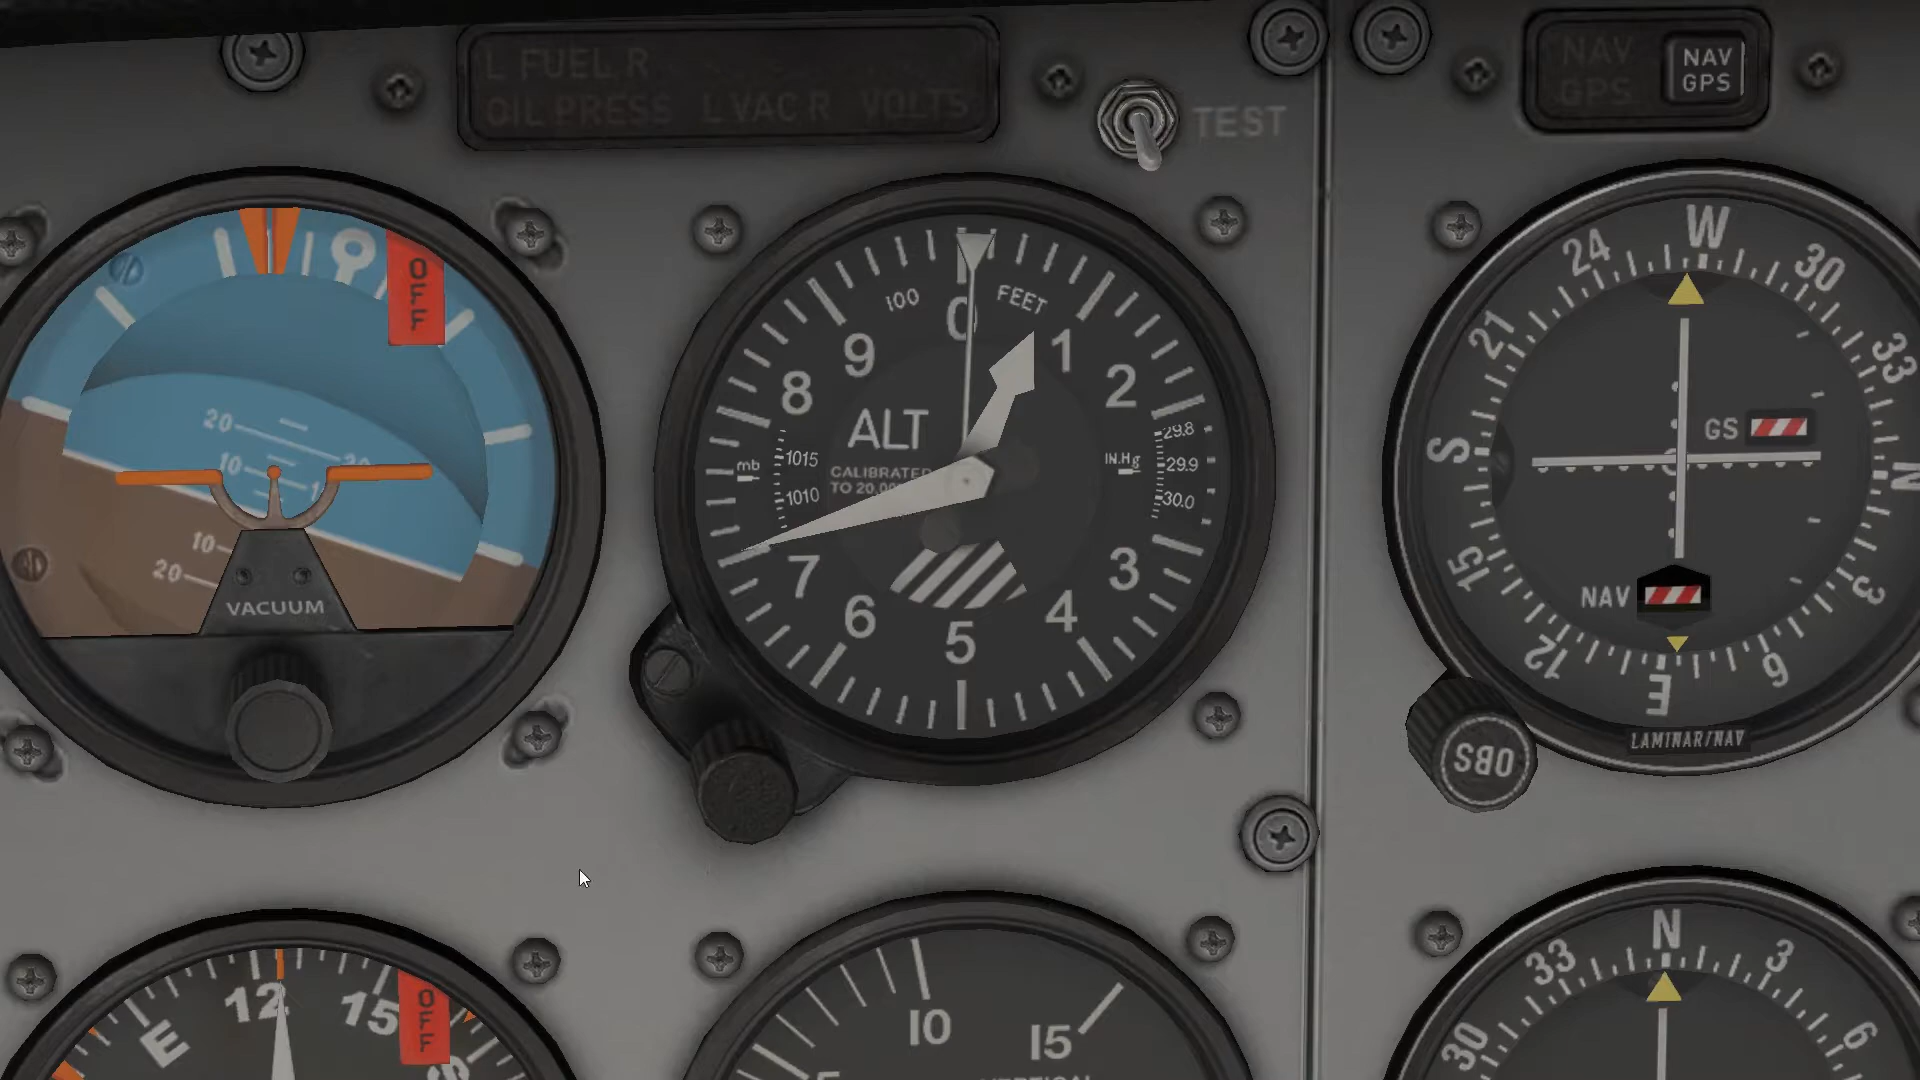 L FUEL R
OIL PRESS L VAC R VOLTS
TEST
NAV
GPS
NAV
GPS
OFF
20
10
10
20
VACUUM
100 FEET
0
1
2
3
4
5
6
7
8
9
ALT
CALIBRATED
mb
1015
1010
IN.Hg
29.8
29.9
30.0
W
30
33
N
3
6
E
12
15
S
21
24
GS
NAV
LAMINAR/NAV
OBS
E
12
15
OFF
10
15
N
3
6
30
33